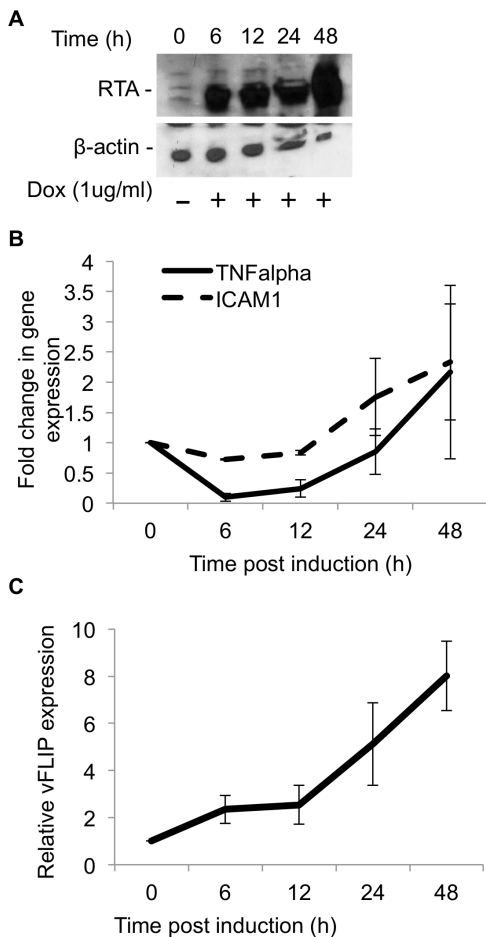 A
Time (h) 0 6 12 24 48
RTA -
β-actin -
Dox (1ug/ml) – + + + +
B
Fold change in gene
expression
4
3.5
3
2.5
2
1.5
1
0.5
0
TNFalpha
ICAM1
0 6 12 24 48
Time post induction (h)
C
Relative vFLIP expression
10
8
6
4
2
0
0 6 12 24 48
Time post induction (h)